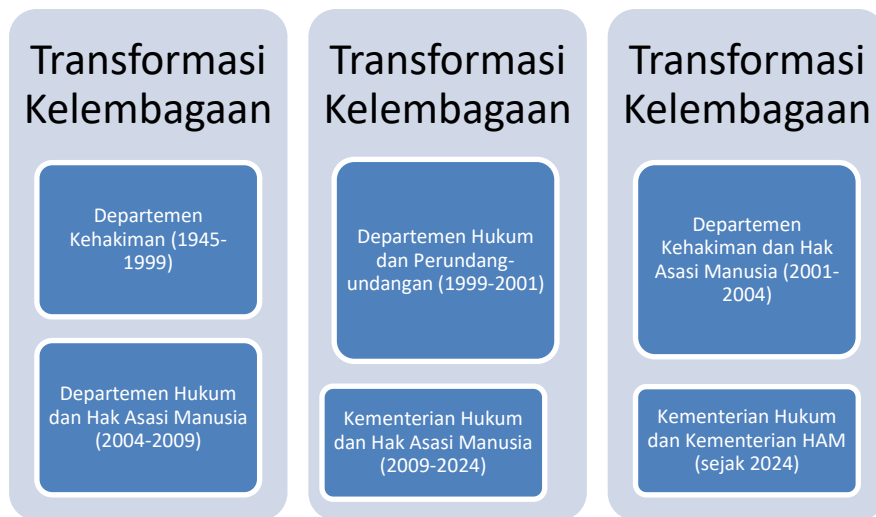 Transformasi
Kelembagaan
Departemen
Kehakiman (1945-
1999)
Departemen Hukum
dan Hak Asasi Manusia
(2004-2009)
Transformasi
Kelembagaan
Departemen Hukum
dan Perundang-
undangan (1999-2001)
Kementerian Hukum
dan Hak Asasi Manusia
(2009-2024)
Transformasi
Kelembagaan
Departemen
Kehakiman dan Hak
Asasi Manusia (2001-
2004)
Kementerian Hukum
dan Kementerian HAM
(sejak 2024)